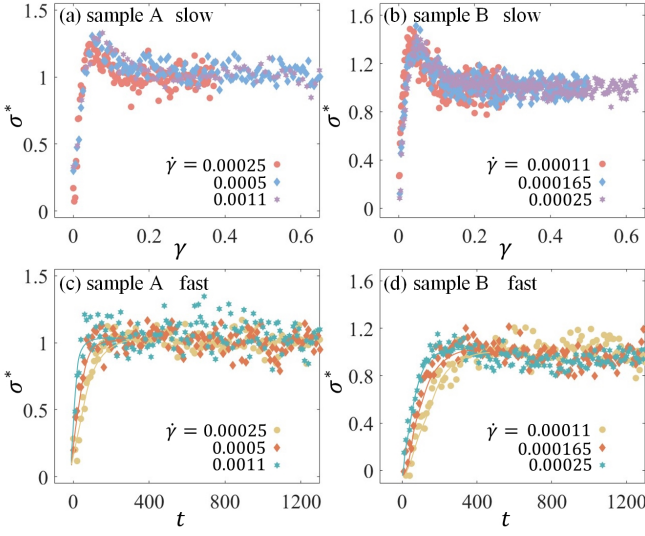 (a) sample A slow
1.5
1
0.5
0
σ*
0 0.2 0.4 0.6
γ
γ̇ = 0.00025
0.0005
0.0011
(b) sample B slow
1.6
1.2
0.8
0.4
0
σ*
0 0.2 0.4 0.6
γ
γ̇ = 0.00011
0.000165
0.00025
(c) sample A fast
1.5
1
0.5
0
σ*
0 400 800 1200
t
γ̇ = 0.00025
0.0005
0.0011
(d) sample B fast
1.6
1.2
0.8
0.4
0
σ*
0 400 800 1200
t
γ̇ = 0.00011
0.000165
0.00025